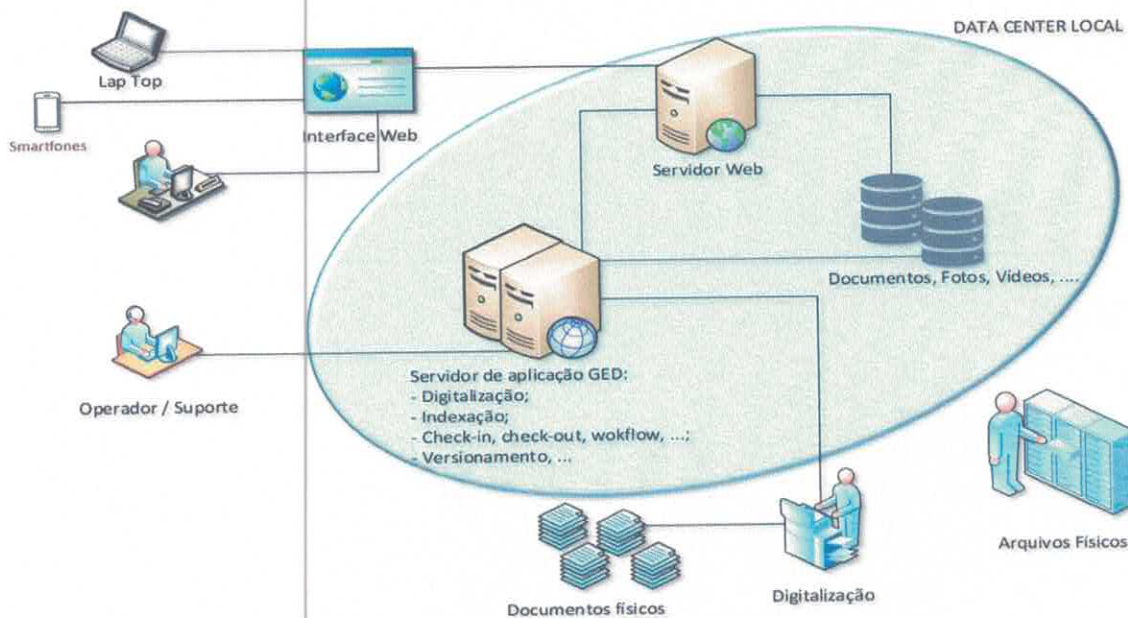 DATA CENTER LOCAL
Lap Top
Smartfones
Interface Web
Servidor Web
Documentos, Fotos, Vídeos, ....
Servidor de aplicação GED:
- Digitalização;
- Indexação;
- Check-in, check-out, wokflow, ...;
- Versionamento, ...
Operador / Suporte
Arquivos Físicos
Digitalização
Documentos físicos